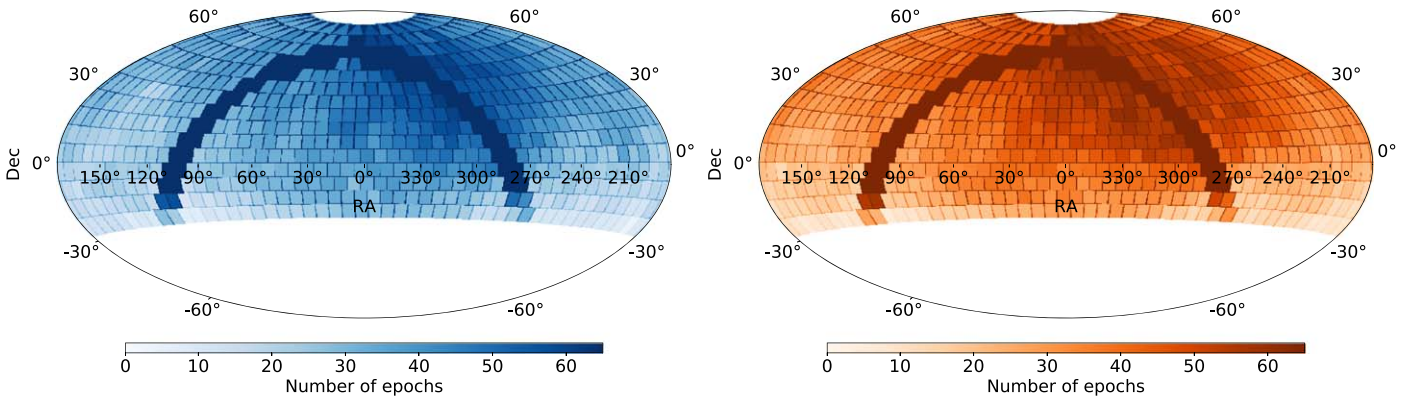 60° 60° 60° 60°
30° 30° 30° 30°
Dec 0° 0° Dec 0° 0°
150° 120° 90° 60° 30° 0° 330° 300° 270° 240° 210° 150° 120° 90° 60° 30° 0° 330° 300° 270° 240° 210°
RA RA
-30° -30° -30° -30°
-60° -60° -60° -60°
0 10 20 30 40 50 60 0 10 20 30 40 50 60
Number of epochs Number of epochs